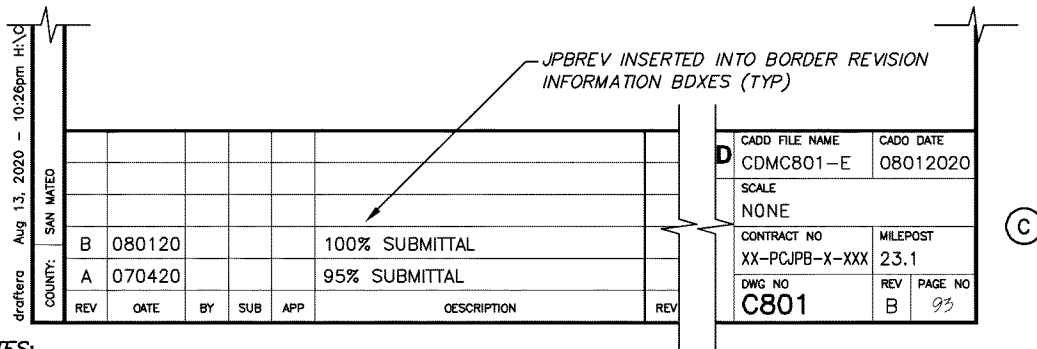 JPBREV INSERTED INTO BORDER REVISION
INFORMATION BDXES (TYP)
Aug 13, 2020 - 10:26pm H:\C
drafterc
COUNTY: SAN MATEO
B 080120 100% SUBMITTAL
A 070420 95% SUBMITTAL
REV OATE BY SUB APP OESCRIPTION REV
D
CADD FILE NAME CADO DATE
CDMC801-E 08012020
SCALE
NONE
CONTRACT NO MILEPOST
XX-PCJPB-X-XXX 23.1
DWG NO REV PAGE NO
C801 B 93
C